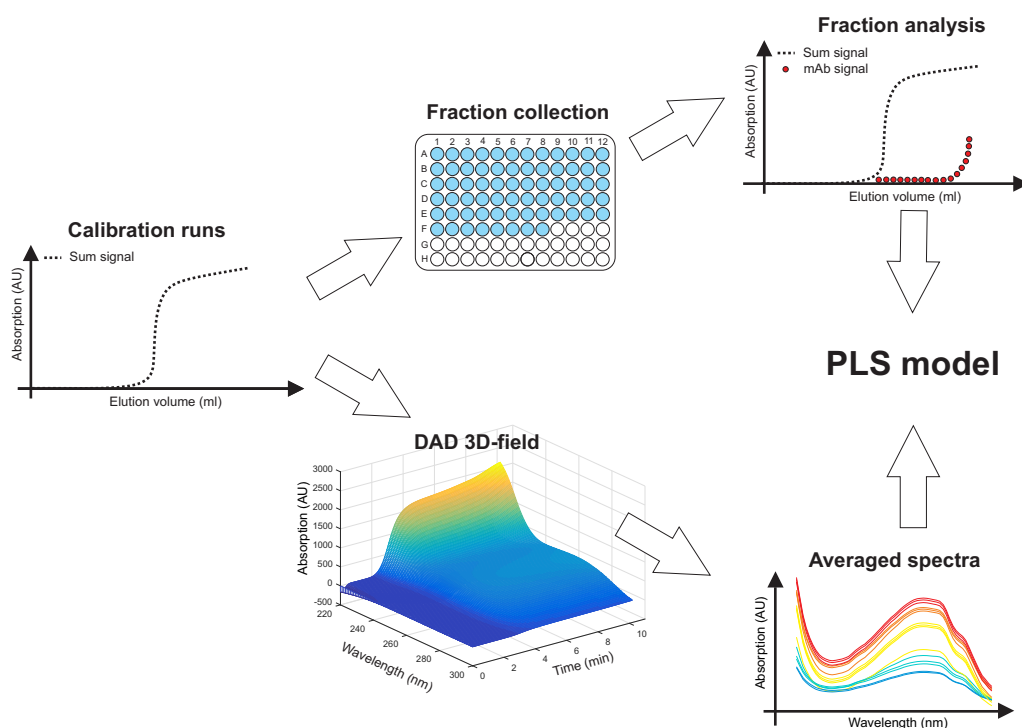 Calibration runs
Sum signal
Absorption (AU)
Elution volume (ml)
Fraction collection
1 2 3 4 5 6 7 8 9 10 11 12
A
B
C
D
E
F
G
H
Fraction analysis
Sum signal
mAb signal
Absorption (AU)
Elution volume (ml)
PLS model
DAD 3D-field
Absorption (AU)
3000
2500
2000
1500
1000
500
0
-500
220
240
260
280
300
Wavelength (nm)
0
2
4
6
8
10
Time (min)
Averaged spectra
Absorption (AU)
Wavelength (nm)